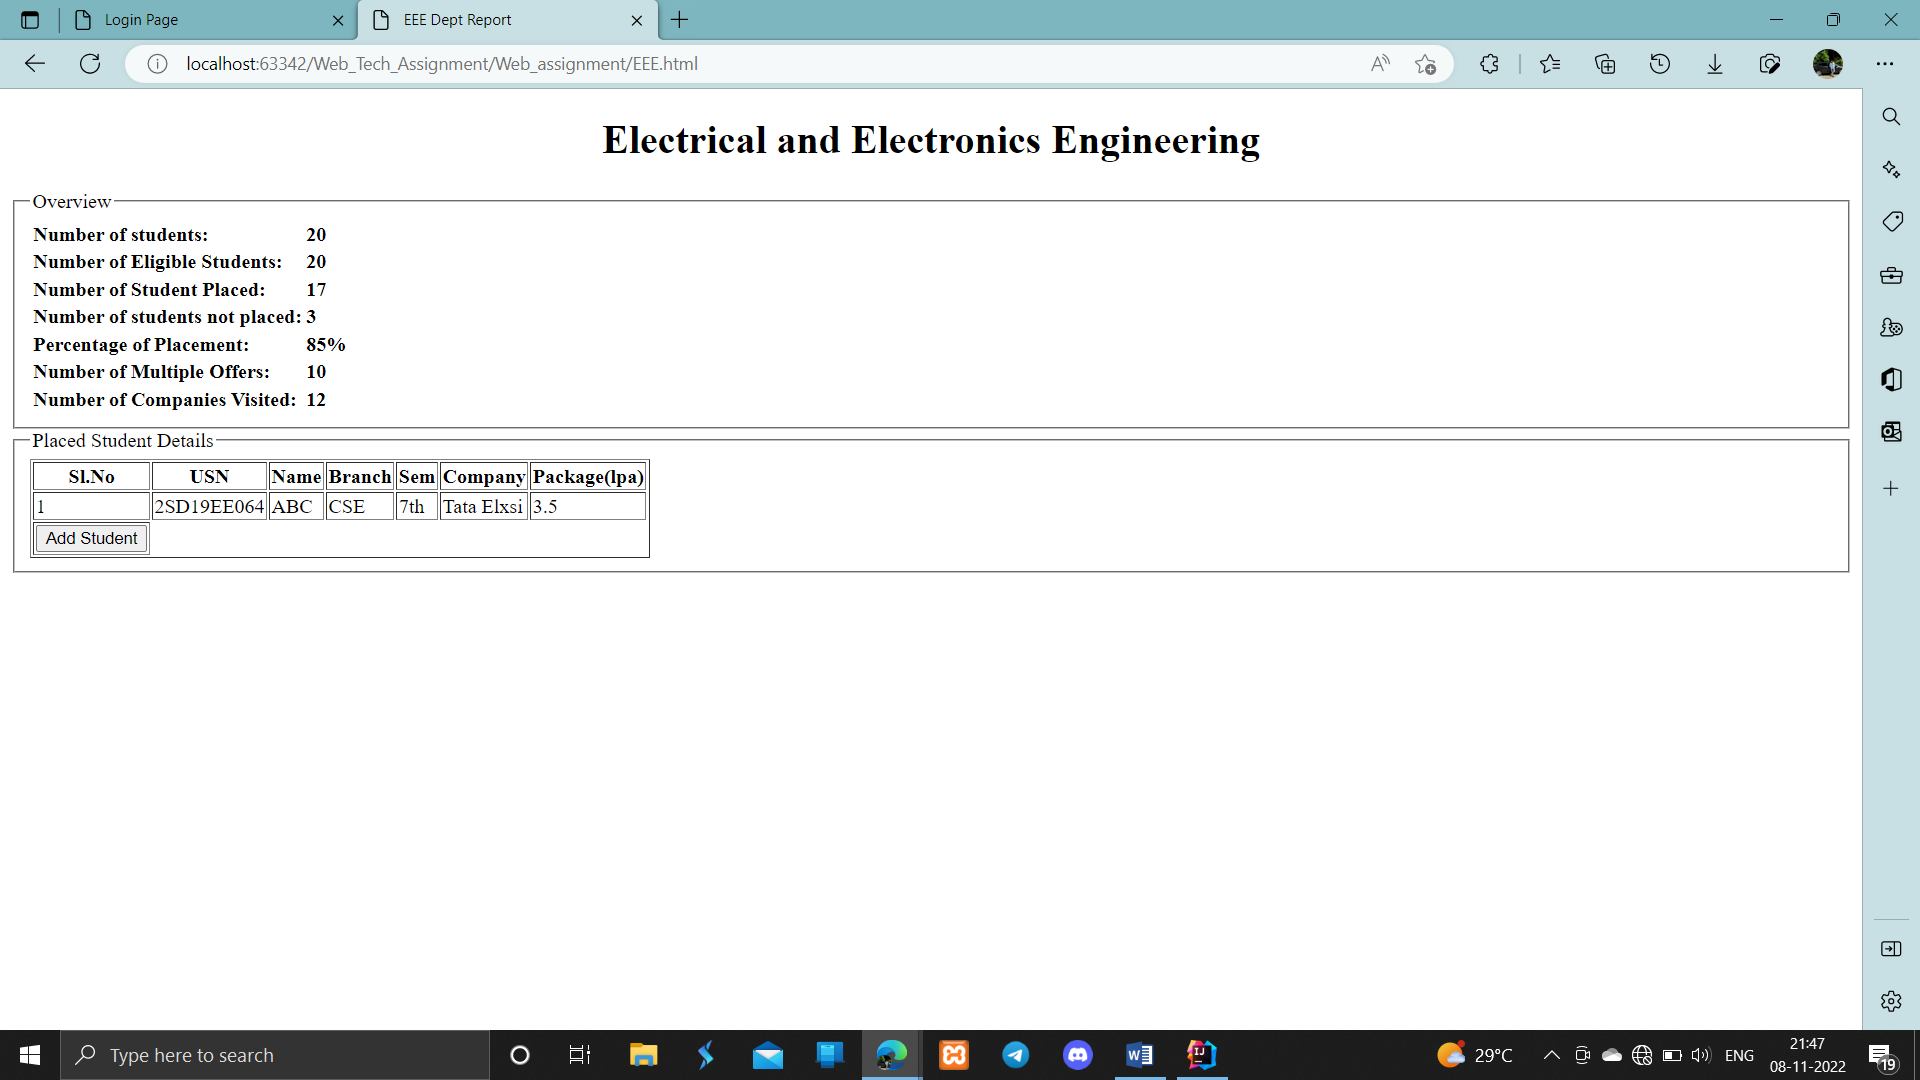 Login Page
EEE Dept Report
localhost:63342/Web_Tech_Assignment/Web_assignment/EEE.html
Electrical and Electronics Engineering
Overview
Number of students: 20
Number of Eligible Students: 20
Number of Student Placed: 17
Number of students not placed: 3
Percentage of Placement: 85%
Number of Multiple Offers: 10
Number of Companies Visited: 12
Placed Student Details
Sl.No USN Name Branch Sem Company Package(lpa)
1 2SD19EE064 ABC CSE 7th Tata Elxsi 3.5
Add Student
Type here to search
29°C
ENG
21:47
08-11-2022
19